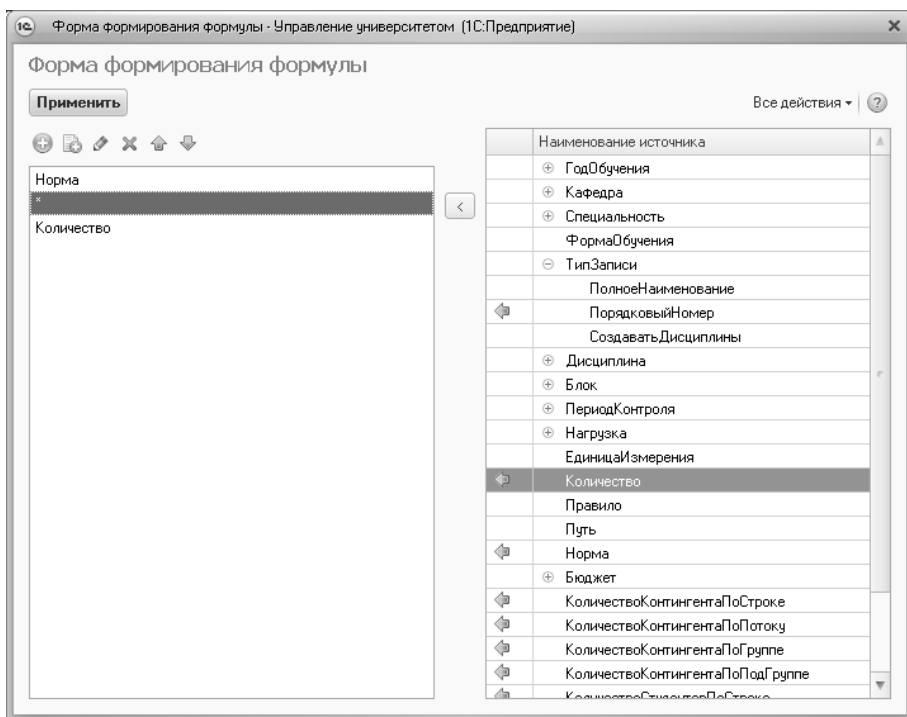 Форма формирования формулы - Управление университетом (1С:Предприятие)
Форма формирования формулы
Применить
Все действия
?
Норма
*
Количество
<
Наименование источника
ГодОбучения
Кафедра
Специальность
ФормаОбучения
ТипЗаписи
ПолноеНаименование
ПорядковыйНомер
СоздаватьДисциплины
Дисциплина
Блок
ПериодКонтроля
Нагрузка
ЕдиницаИзмерения
Количество
Правило
Путь
Норма
Бюджет
КоличествоКонтингентаПоСтроке
КоличествоКонтингентаПоПотоку
КоличествоКонтингентаПоГруппе
КоличествоКонтингентаПоПодГруппе
КоличествоСтудентовПоСтроке